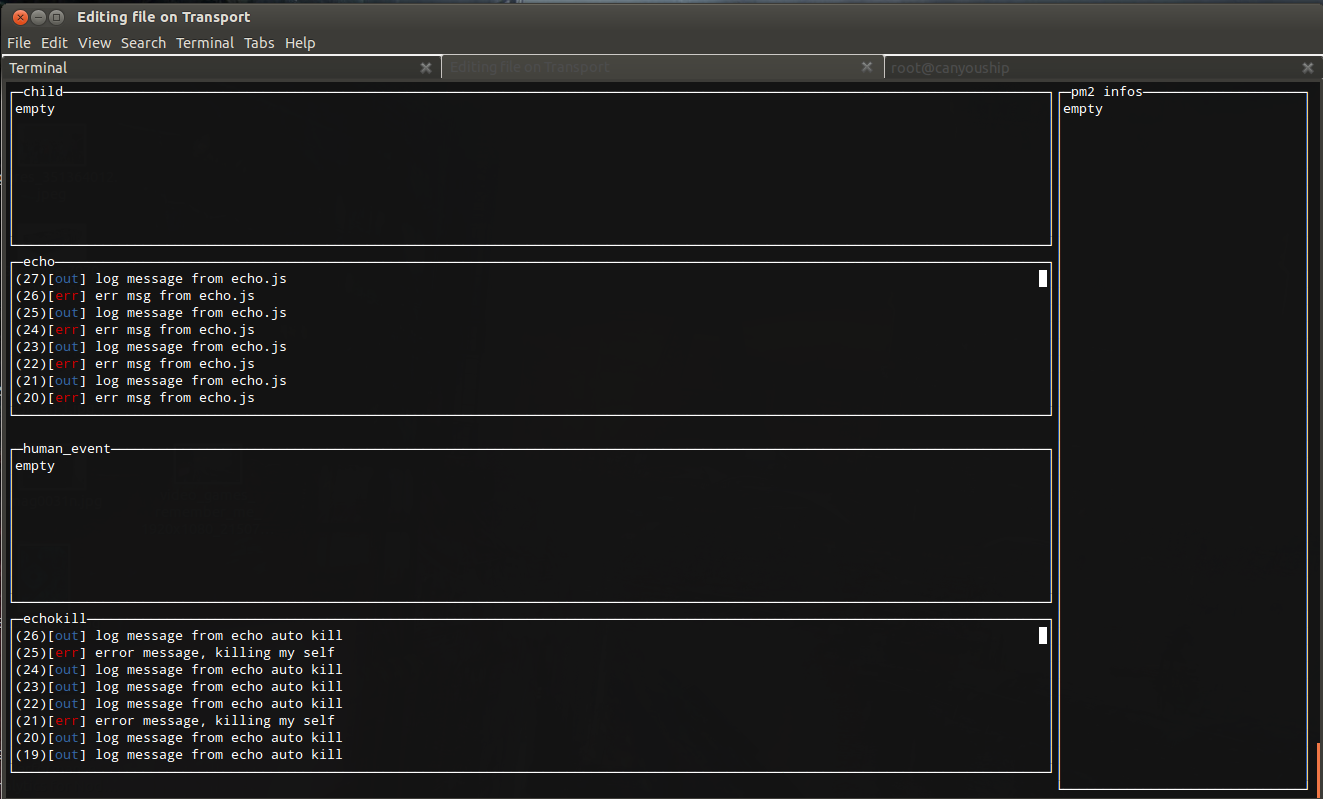 Editing file on Transport
File Edit View Search Terminal Tabs Help
Terminal
Editing file on Transport
root@canyouship
child
empty
pm2 infos
empty
echo
(27)[out] log message from echo.js
(26)[err] err msg from echo.js
(25)[out] log message from echo.js
(24)[err] err msg from echo.js
(23)[out] log message from echo.js
(22)[err] err msg from echo.js
(21)[out] log message from echo.js
(20)[err] err msg from echo.js
human_event
empty
echokill
(26)[out] log message from echo auto kill
(25)[err] error message, killing my self
(24)[out] log message from echo auto kill
(23)[out] log message from echo auto kill
(22)[out] log message from echo auto kill
(21)[err] error message, killing my self
(20)[out] log message from echo auto kill
(19)[out] log message from echo auto kill